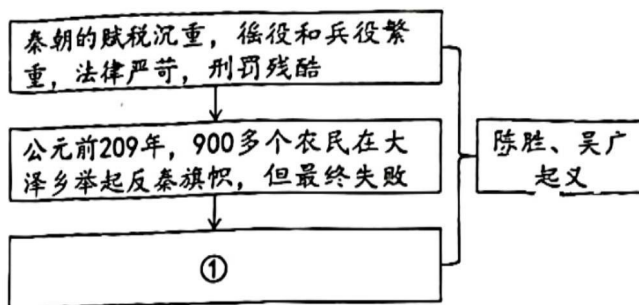 秦朝的赋税沉重，徭役和兵役繁
重，法律严苛，刑罚残酷
公元前209年，900多个农民在大
泽乡举起反秦旗帜，但最终失败
①
陈胜、吴广
起义